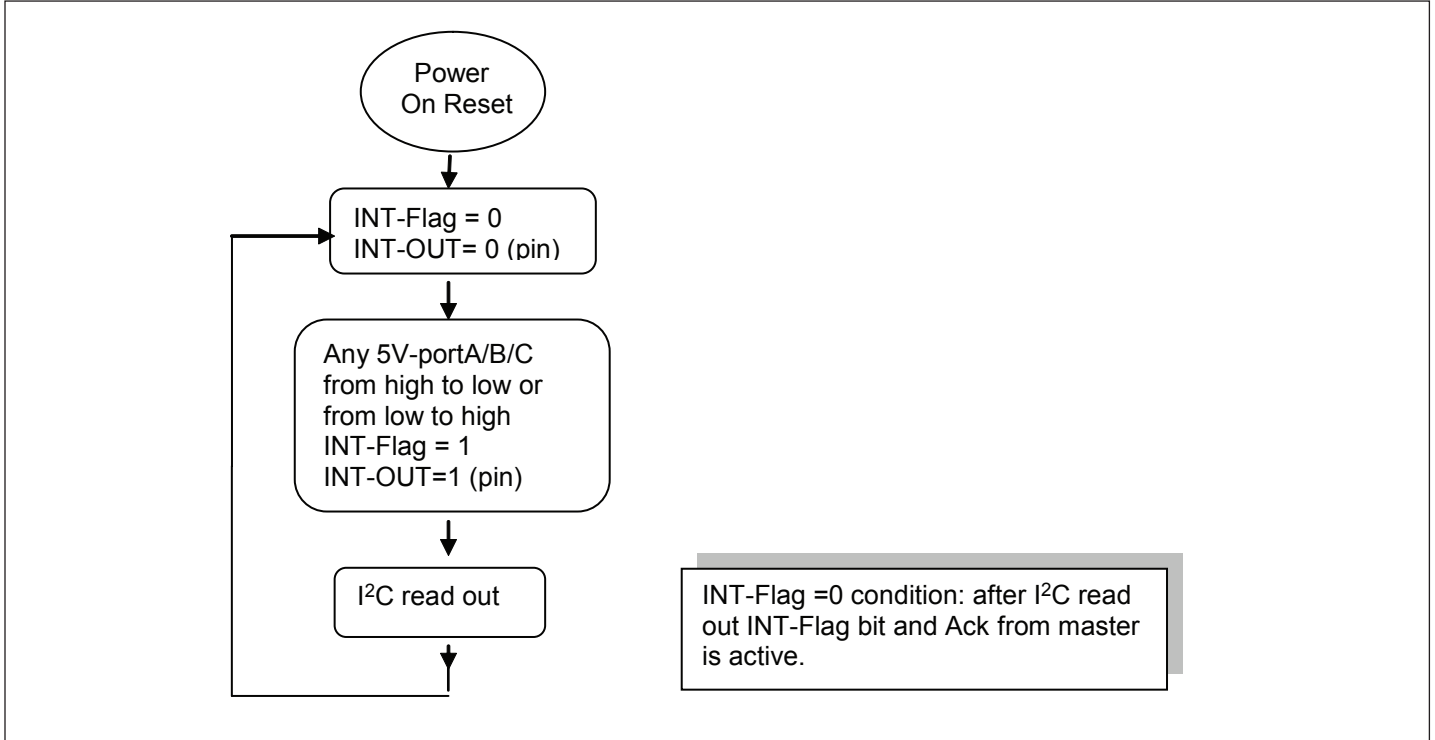 Power
On Reset
INT-Flag = 0
INT-OUT= 0 (pin)
Any 5V-portA/B/C
from high to low or
from low to high
INT-Flag = 1
INT-OUT=1 (pin)
I²C read out
INT-Flag =0 condition: after I²C read
out INT-Flag bit and Ack from master
is active.